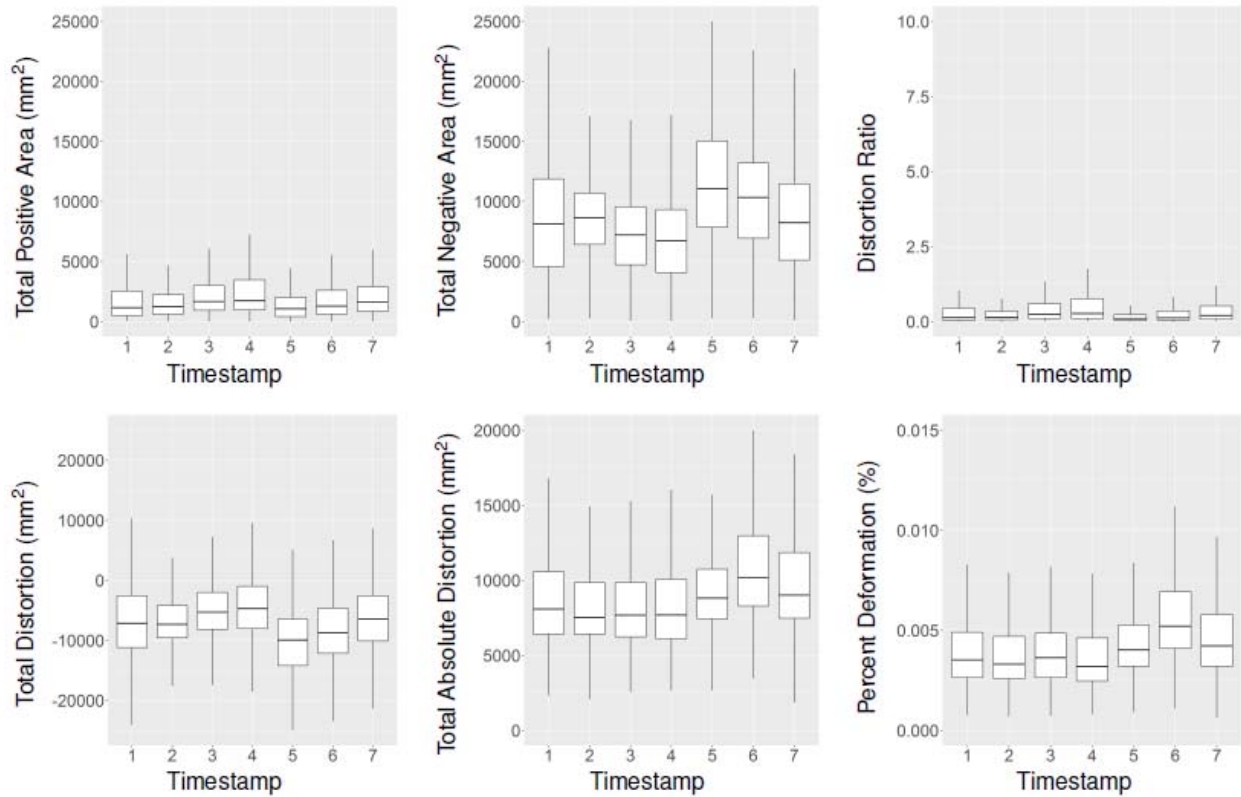 Total Positive Area (mm²)
25000
20000
15000
10000
5000
0
1 2 3 4 5 6 7
Timestamp
Total Negative Area (mm²)
25000
20000
15000
10000
5000
0
1 2 3 4 5 6 7
Timestamp
Distortion Ratio
10.0
7.5
5.0
2.5
0.0
1 2 3 4 5 6 7
Timestamp
Total Distortion (mm²)
20000
10000
0
-10000
-20000
1 2 3 4 5 6 7
Timestamp
Total Absolute Distortion (mm²)
20000
15000
10000
5000
0
1 2 3 4 5 6 7
Timestamp
Percent Deformation (%)
0.015
0.010
0.005
0.000
1 2 3 4 5 6 7
Timestamp